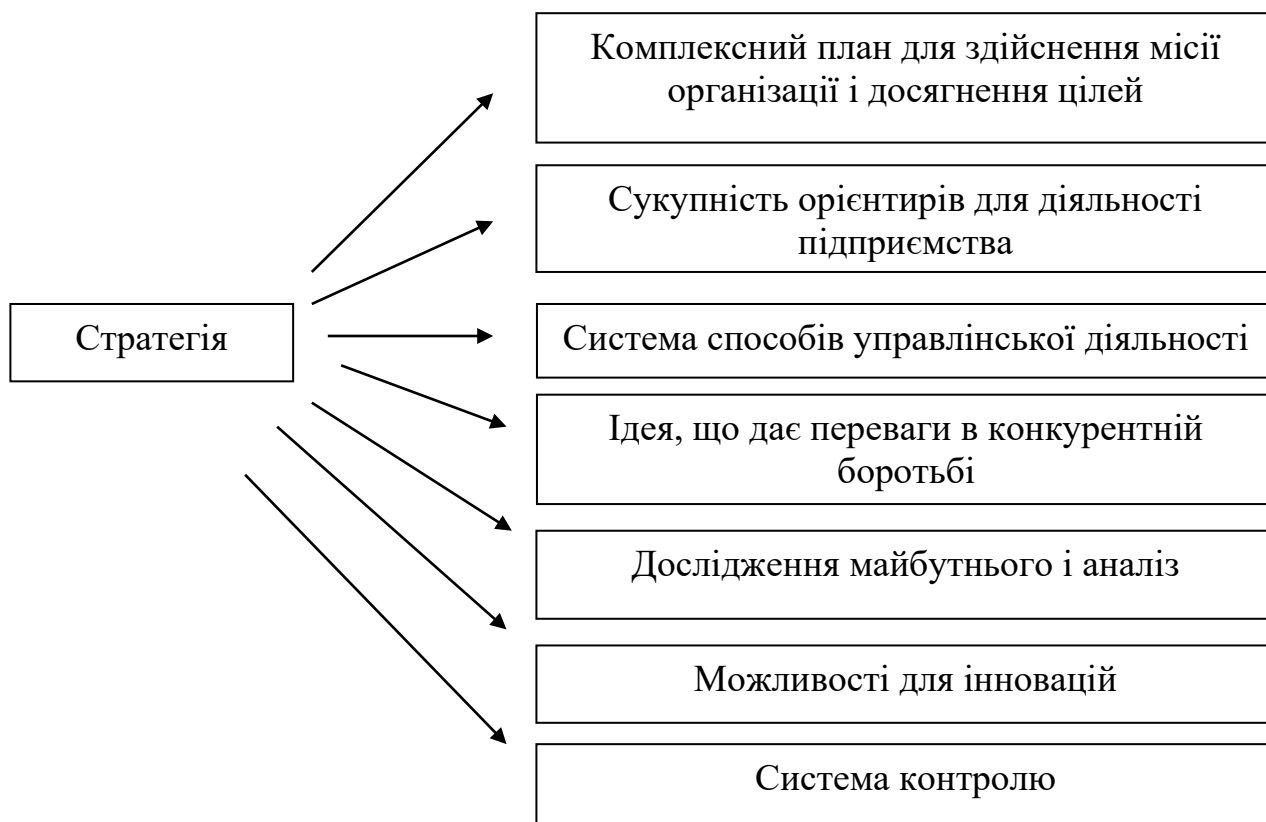 Комплексний план для здійснення місії
організації і досягнення цілей
Сукупність орієнтирів для діяльності
підприємства
Стратегія
Система способів управлінської діяльності
Ідея, що дає переваги в конкурентній
боротьбі
Дослідження майбутнього і аналіз
Можливості для інновацій
Система контролю